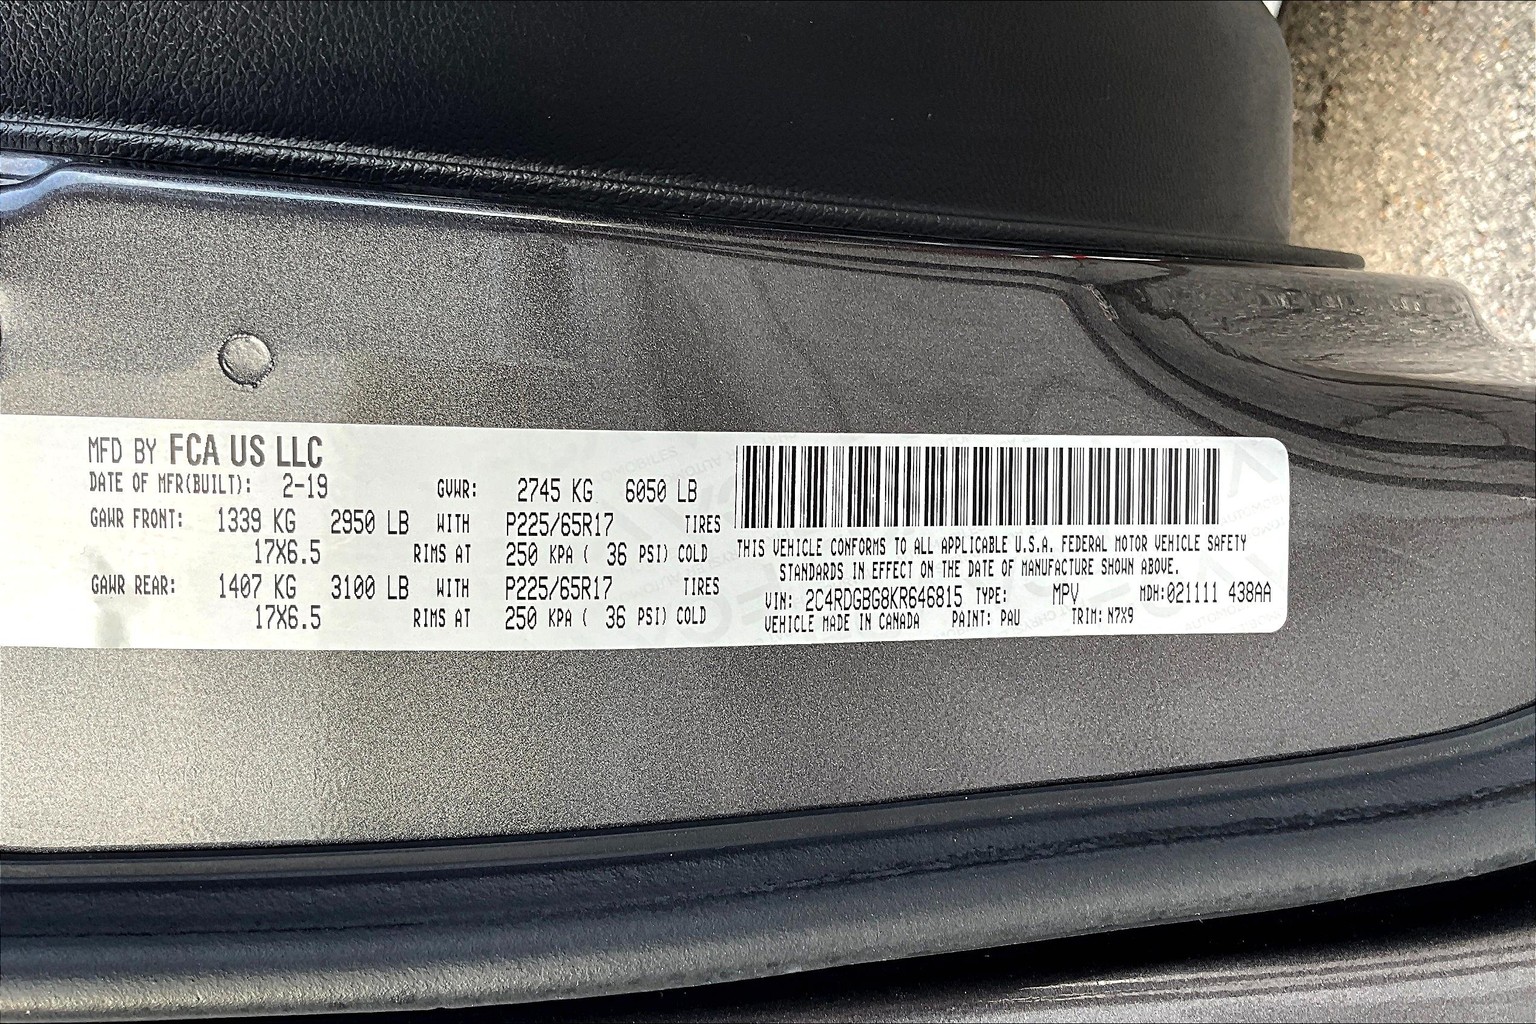 MFD BY FCA US LLC
DATE OF MFR(BUILT): 2-19 GVWR: 2745 KG 6050 LB
GAWR FRONT: 1339 KG 2950 LB WITH P225/65R17 TIRES
17X6.5 RIMS AT 250 KPA ( 36 PSI) COLD
GAWR REAR: 1407 KG 3100 LB WITH P225/65R17 TIRES
17X6.5 RIMS AT 250 KPA ( 36 PSI) COLD
THIS VEHICLE CONFORMS TO ALL APPLICABLE U.S.A. FEDERAL MOTOR VEHICLE SAFETY
STANDARDS IN EFFECT ON THE DATE OF MANUFACTURE SHOWN ABOVE.
VIN: 2C4RDGBG8KR646815 TYPE: MPV MDH:021111 438AA
VEHICLE MADE IN CANADA PAINT: PAU TRIM: N7X9